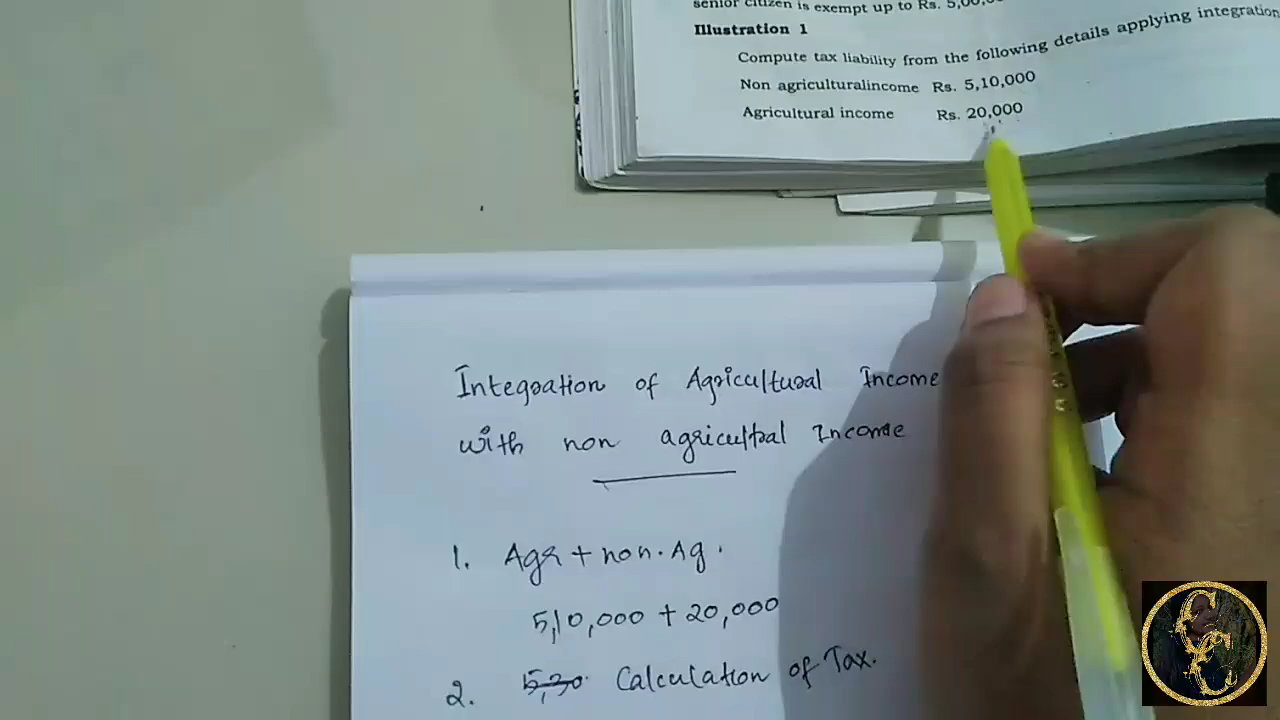 senior citizen is exempt up to Rs. 5,00,
Illustration 1
Compute tax liability from the following details applying integration
Non agriculturalincome Rs. 5,10,000
Agricultural income Rs. 20,000
Integration of Agricultural Income
with non agricultral Income
1. Agr + non. Ag.
5,10,000 + 20,000
2. 5,30 Calculation of Tax.